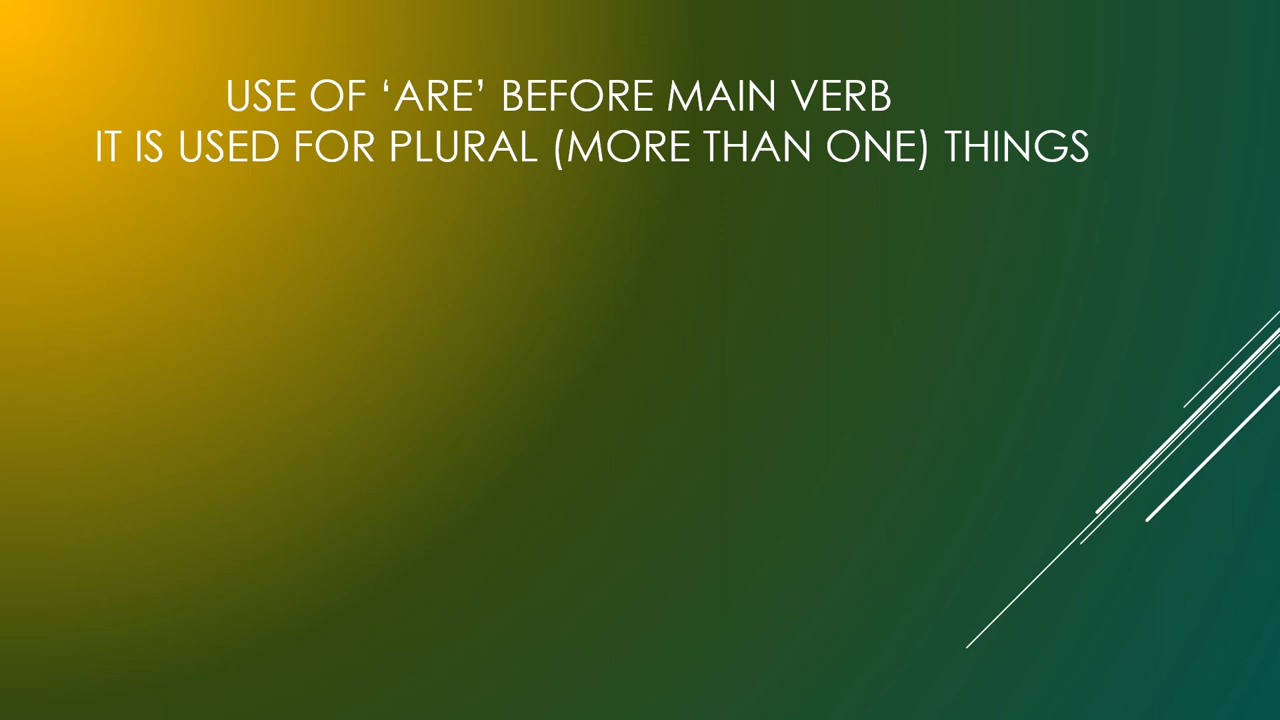 USE OF ‘ARE’ BEFORE MAIN VERB
IT IS USED FOR PLURAL (MORE THAN ONE) THINGS